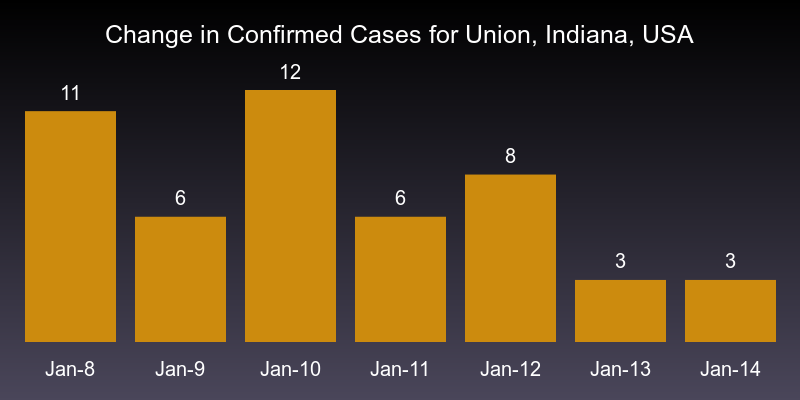 Change in Confirmed Cases for Union, Indiana, USA
11
6
12
6
8
3
3
Jan-8
Jan-9
Jan-10
Jan-11
Jan-12
Jan-13
Jan-14